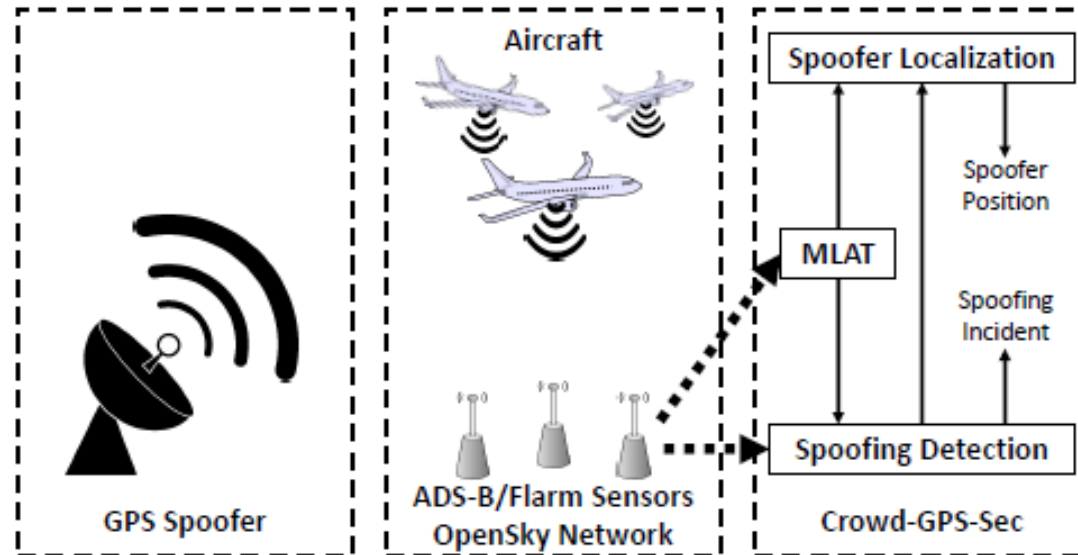 Aircraft
Spoofer Localization
Spoofer
Position
MLAT
Spoofing
Incident
Spoofing Detection
GPS Spoofer
ADS-B/Flarm Sensors
OpenSky Network
Crowd-GPS-Sec